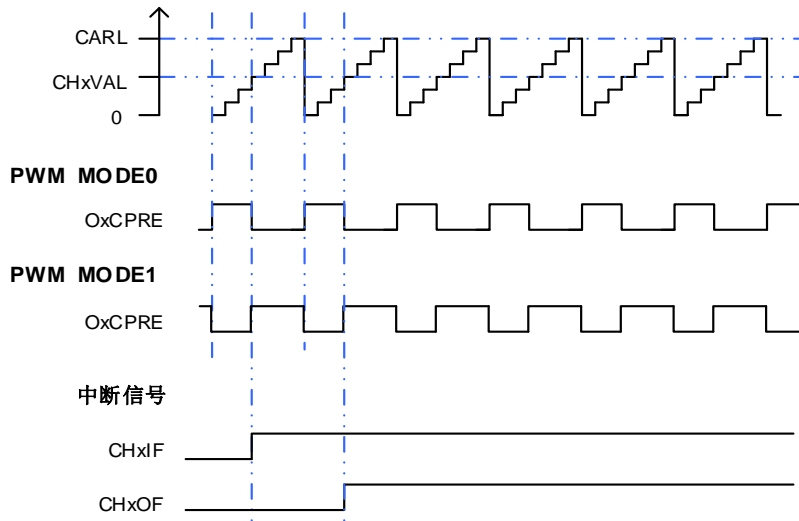 CARL
CHxVAL
0
PWM MODE0
OxCPRE
PWM MODE1
OxCPRE
中断信号
CHxIF
CHxOF